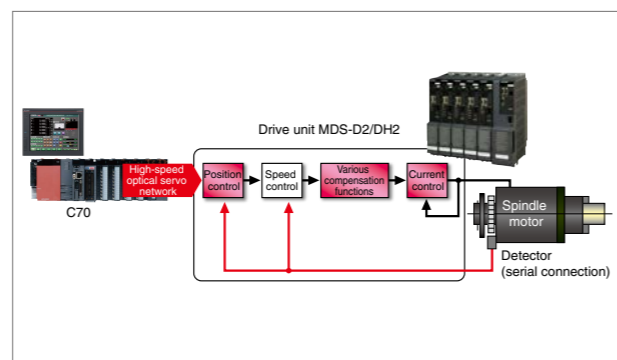 Drive unit MDS-D2/DH2
High-speed
optical servo
network
Position
control
Speed
control
Various
compensation
functions
Current
control
C70
Spindle
motor
Detector
(serial connection)